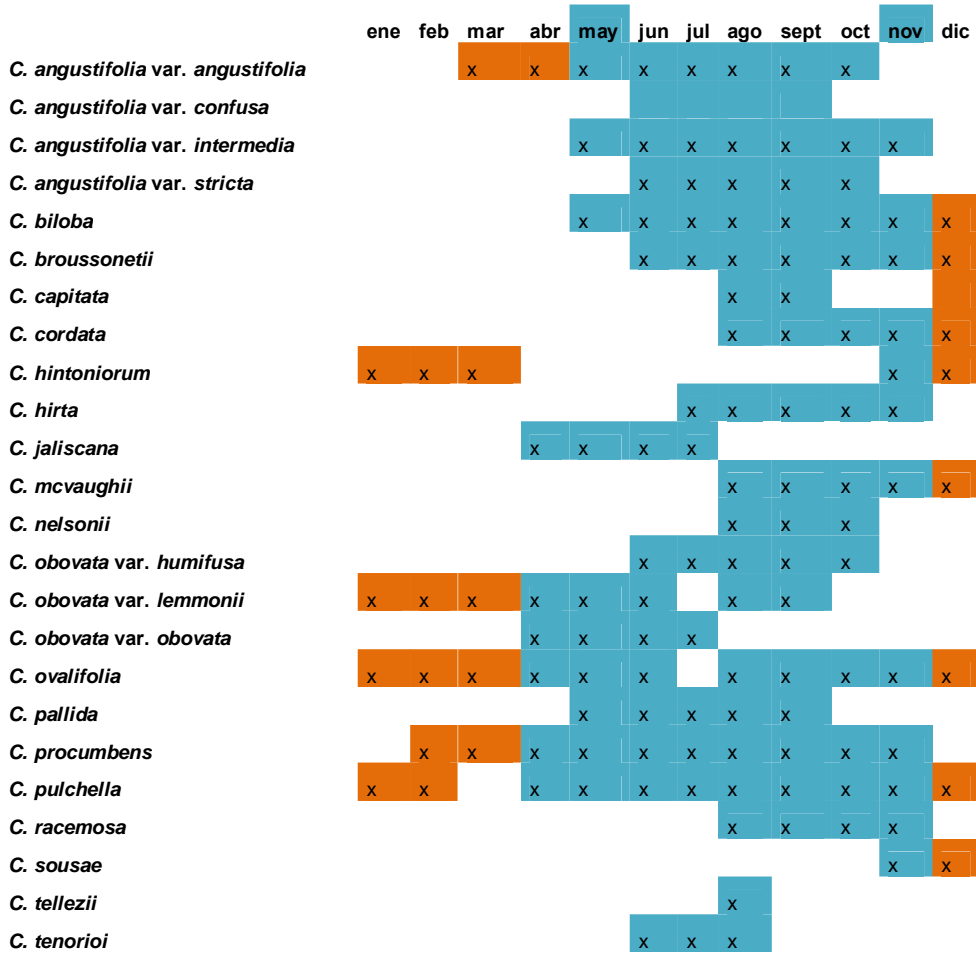 ene feb mar abr may jun jul ago sept oct nov dic
C. angustifolia var. angustifolia x x x x x x x x
C. angustifolia var. confusa
C. angustifolia var. intermedia x x x x x x x
C. angustifolia var. stricta x x x x x
C. biloba x x x x x x x x
C. broussonetii x x x x x x x
C. capitata x x
C. cordata x x x x x
C. hintoniorum x x x x x
C. hirta x x x x x
C. jaliscana x x x x
C. mcvaughii x x x x x
C. nelsonii x x x
C. obovata var. humifusa x x x x x
C. obovata var. lemmonii x x x x x x x x
C. obovata var. obovata x x x x
C. ovalifolia x x x x x x x x x x x
C. pallida x x x x x
C. procumbens x x x x x x x x x x
C. pulchella x x x x x x x x x x x
C. racemosa x x x x
C. sousae x x
C. tellezii x
C. tenorioi x x x